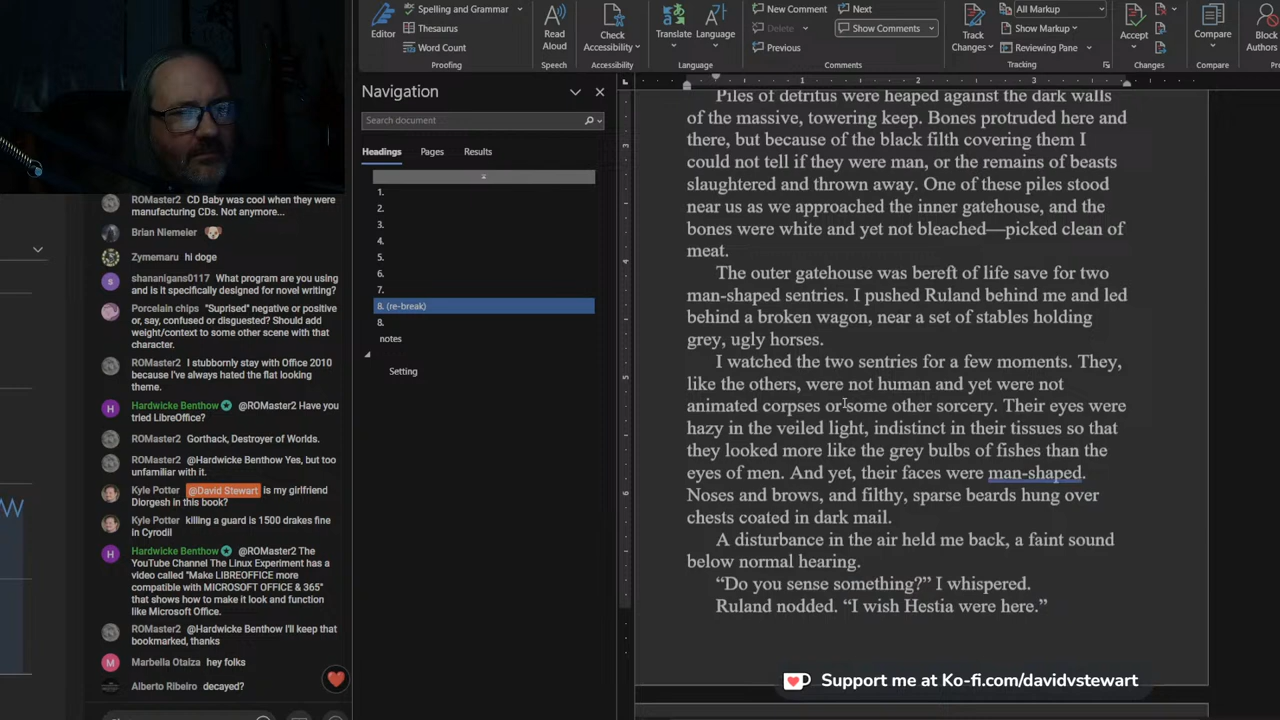 Spelling and Grammar
Thesaurus
Word Count
Proofing
Editor
Read
Aloud
Speech
Check
Accessibility
Accessibility
Translate
Language
Language
New Comment
Next
Delete
Show Comments
Previous
Comments
Track
Changes
All Markup
Show Markup
Reviewing Pane
Tracking
Accept
Changes
Compare
Compare
Block
Authors
Navigation
Search document
Headings
Pages
Results
1.
2.
3.
4.
5.
6.
7.
8. (re-break)
8.
notes
Setting
1
2
3
4
5
6
Piles of detritus were heaped against the dark walls
of the massive, towering keep. Bones protruded here and
there, but because of the black filth covering them I
could not tell if they were man, or the remains of beasts
slaughtered and thrown away. One of these piles stood
near us as we approached the inner gatehouse, and the
bones were white and yet not bleached—picked clean of
meat.
The outer gatehouse was bereft of life save for two
man-shaped sentries. I pushed Ruland behind me and led
behind a broken wagon, near a set of stables holding
grey, ugly horses.
I watched the two sentries for a few moments. They,
like the others, were not human and yet were not
animated corpses or some other sorcery. Their eyes were
hazy in the veiled light, indistinct in their tissues so that
they looked more like the grey bulbs of fishes than the
eyes of men. And yet, their faces were man-shaped.
Noses and brows, and filthy, sparse beards hung over
chests coated in dark mail.
A disturbance in the air held me back, a faint sound
below normal hearing.
“Do you sense something?” I whispered.
Ruland nodded. “I wish Hestia were here.”
ROMaster2 CD Baby was cool when they were
manufacturing CDs. Not anymore...
Brian Niemeier
Zymemaru hi doge
shananigans0117 What program are you using
and is it specifically designed for novel writing?
Porcelain chips "Suprised" negative or positive
or, say, confused or disguested? Should add
weight/context to some other scene with that
character.
ROMaster2 I stubbornly stay with Office 2010
because I've always hated the flat looking
theme.
Hardwicke Benthow @ROMaster2 Have you
tried LibreOffice?
ROMaster2 Gorthack, Destroyer of Worlds.
ROMaster2 @Hardwicke Benthow Yes, but too
unfamiliar with it.
Kyle Potter @David Stewart is my girlfriend
Diorgesh in this book?
Kyle Potter killing a guard is 1500 drakes fine
in Cyrodil
Hardwicke Benthow @ROMaster2 The
YouTube Channel The Linux Experiment has a
video called "Make LIBREOFFICE more
compatible with MICROSOFT OFFICE & 365"
that shows how to make it look and function
like Microsoft Office.
ROMaster2 @Hardwicke Benthow I'll keep that
bookmarked, thanks
Marbella Otaiza hey folks
Alberto Ribeiro decayed?
Support me at Ko-fi.com/davidvstewart